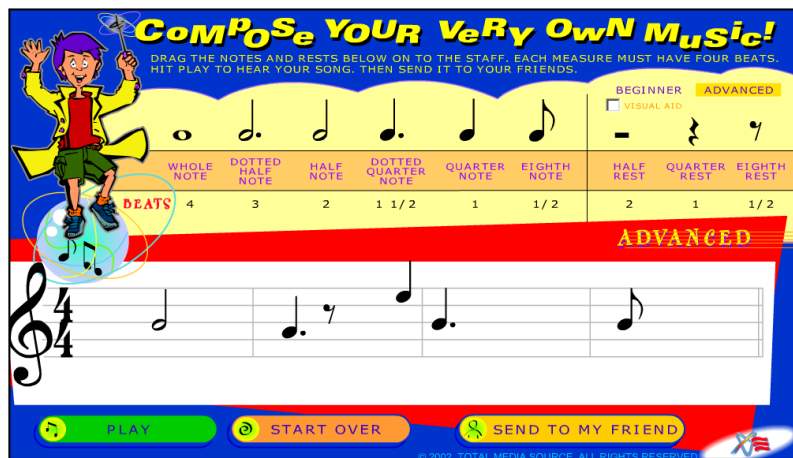 COMPOSE YOUR VERY OWN MUSIC!
DRAG THE NOTES AND RESTS BELOW ON TO THE STAFF. EACH MEASURE MUST HAVE FOUR BEATS.
HIT PLAY TO HEAR YOUR SONG. THEN SEND IT TO YOUR FRIENDS.
BEGINNER ADVANCED
VISUAL AID
WHOLE NOTE DOTTED HALF NOTE HALF NOTE DOTTED QUARTER NOTE QUARTER NOTE EIGHTH NOTE HALF REST QUARTER REST EIGHTH REST
BEATS 4 3 2 1 1/2 1 1/2 2 1 1/2
ADVANCED
4
4
PLAY START OVER SEND TO MY FRIEND
© 2002 TOTAL MEDIA SOURCE. ALL RIGHTS RESERVED